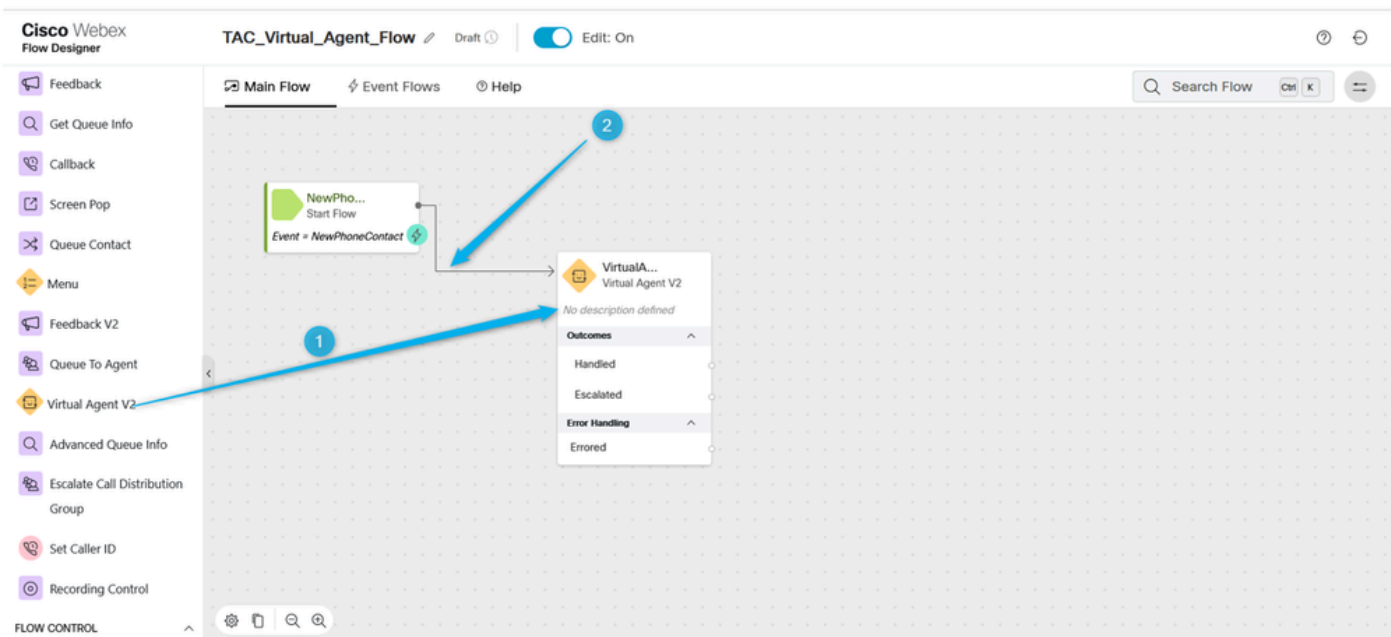 Cisco Webex
Flow Designer
TAC_Virtual_Agent_Flow
Draft
Edit: On
Feedback
Get Queue Info
Callback
Screen Pop
Queue Contact
Menu
Feedback V2
Queue To Agent
Virtual Agent V2
Advanced Queue Info
Escalate Call Distribution
Group
Set Caller ID
Recording Control
FLOW CONTROL
Main Flow
Event Flows
Help
Search Flow
Ctrl K
2
NewPho...
Start Flow
Event = NewPhoneContact
1
VirtualA...
Virtual Agent V2
No description defined
Outcomes
Handled
Escalated
Error Handling
Errored